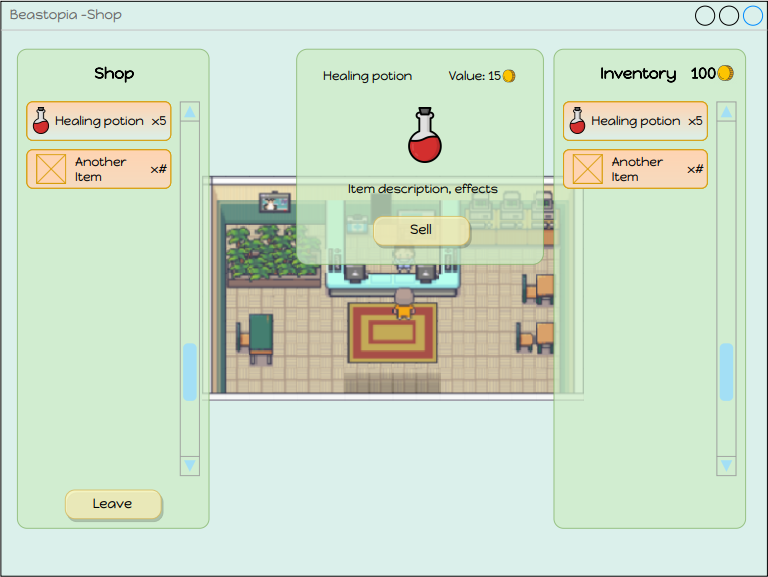 Beastopia -Shop
Shop
Healing potion x5
Another
Item x#
Leave
Healing potion Value: 15
Item description, effects
Sell
Inventory 100
Healing potion x5
Another
Item x#